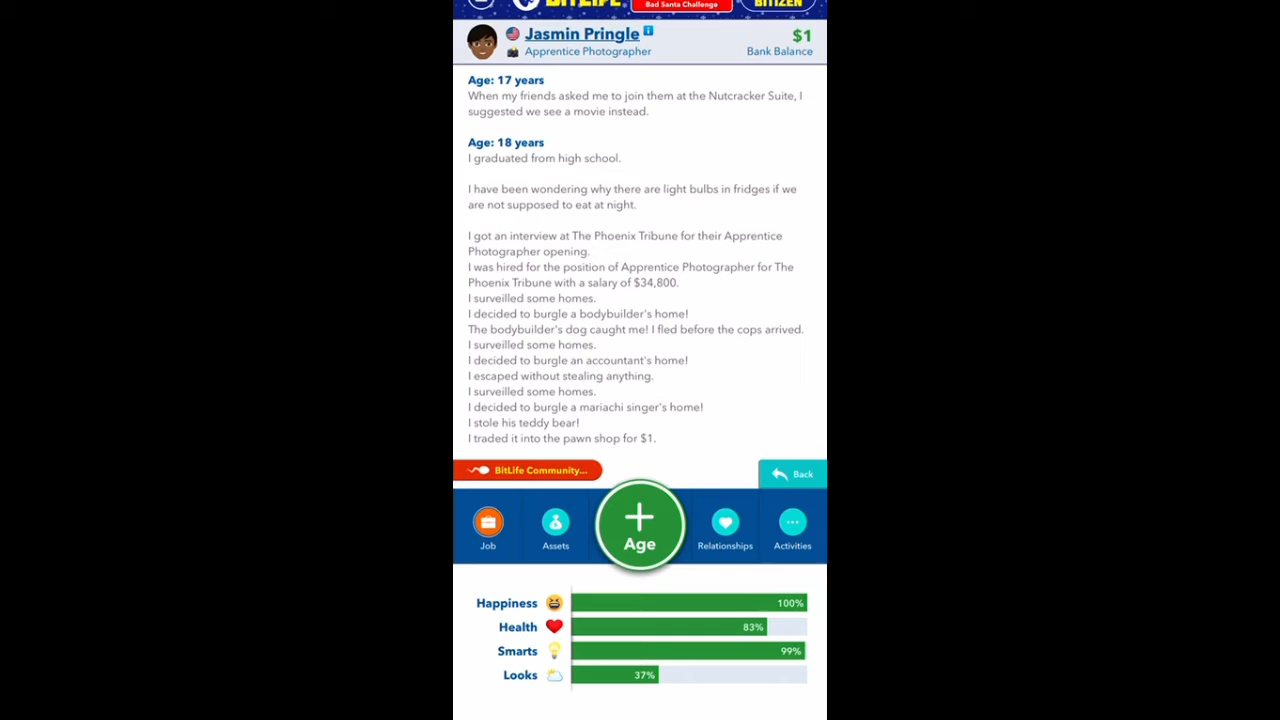 BITLIFE
Bad Santa Challenge
BITIZEN
Jasmin Pringle i
$1
Apprentice Photographer
Bank Balance
Age: 17 years
When my friends asked me to join them at the Nutcracker Suite, I
suggested we see a movie instead.
Age: 18 years
I graduated from high school.
I have been wondering why there are light bulbs in fridges if we
are not supposed to eat at night.
I got an interview at The Phoenix Tribune for their Apprentice
Photographer opening.
I was hired for the position of Apprentice Photographer for The
Phoenix Tribune with a salary of $34,800.
I surveilled some homes.
I decided to burgle a bodybuilder's home!
The bodybuilder's dog caught me! I fled before the cops arrived.
I surveilled some homes.
I decided to burgle an accountant's home!
I escaped without stealing anything.
I surveilled some homes.
I decided to burgle a mariachi singer's home!
I stole his teddy bear!
I traded it into the pawn shop for $1.
BitLife Community...
Back
Job
Assets
+
Age
Relationships
Activities
Happiness 100%
Health 83%
Smarts 99%
Looks 37%